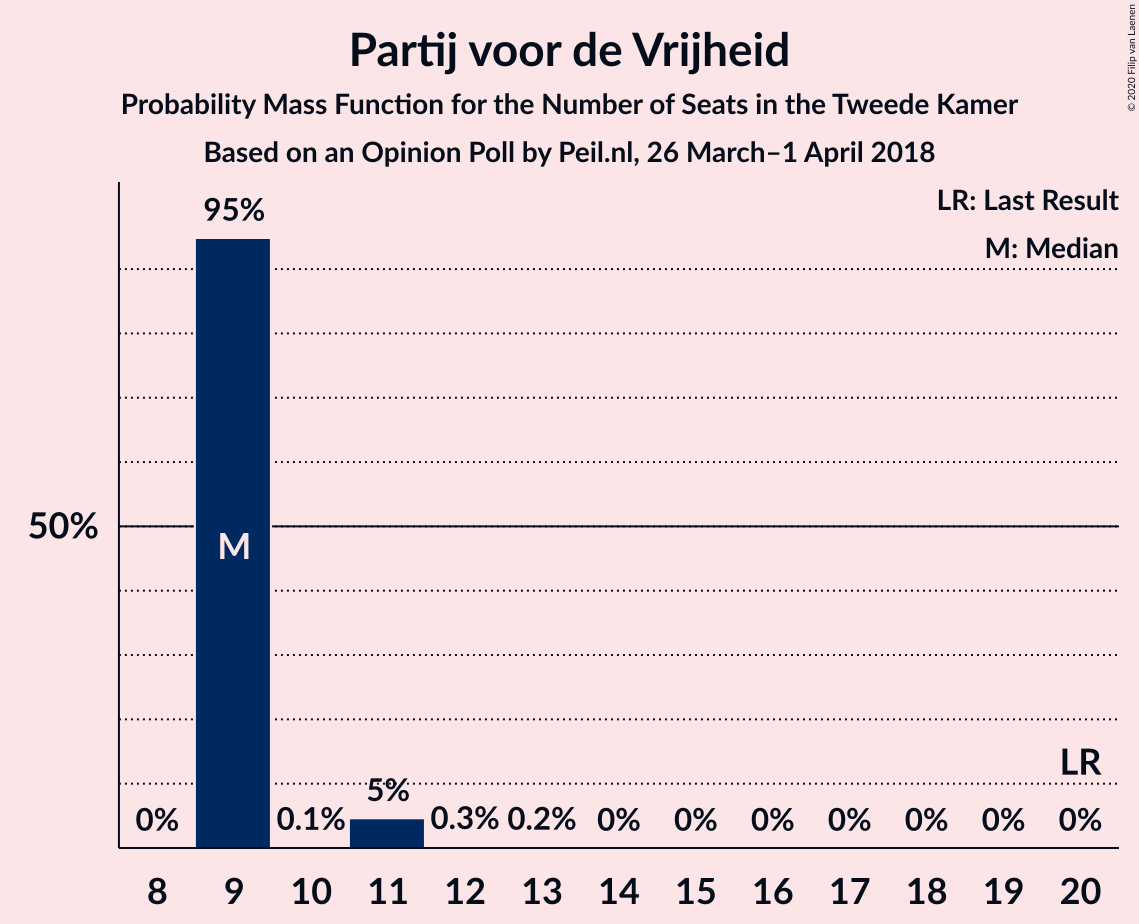 Partij voor de Vrijheid
Probability Mass Function for the Number of Seats in the Tweede Kamer
Based on an Opinion Poll by Peil.nl, 26 March–1 April 2018
© 2020 Filip van Laenen
LR: Last Result
M: Median
95%
50%
M
LR
0% 0.1% 5% 0.3% 0.2% 0% 0% 0% 0% 0% 0% 0%
8 9 10 11 12 13 14 15 16 17 18 19 20